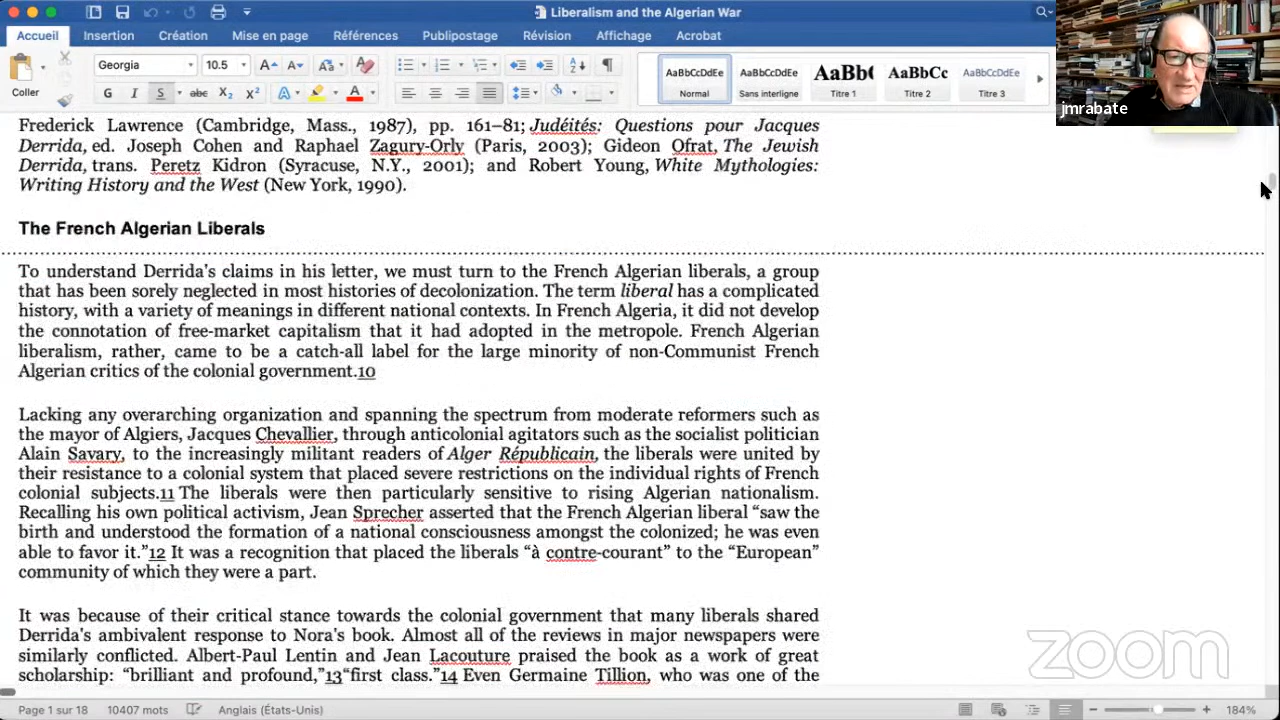 Liberalism and the Algerian War
Accueil Insertion Création Mise en page Références Publipostage Révision Affichage Acrobat
Coller
Georgia 10.5
AaBbCcDdEe Normal
AaBbCcDdEe Sans interligne
AaBb( Titre 1
AaBbCc Titre 2
AaBbCcDdEe Titre 3
jmrabate
Frederick Lawrence (Cambridge, Mass., 1987), pp. 161–81; Judéités: Questions pour Jacques
Derrida, ed. Joseph Cohen and Raphael Zagury-Orly (Paris, 2003); Gideon Ofrat, The Jewish
Derrida, trans. Peretz Kidron (Syracuse, N.Y., 2001); and Robert Young, White Mythologies:
Writing History and the West (New York, 1990).
The French Algerian Liberals
To understand Derrida's claims in his letter, we must turn to the French Algerian liberals, a group
that has been sorely neglected in most histories of decolonization. The term liberal has a complicated
history, with a variety of meanings in different national contexts. In French Algeria, it did not develop
the connotation of free-market capitalism that it had adopted in the metropole. French Algerian
liberalism, rather, came to be a catch-all label for the large minority of non-Communist French
Algerian critics of the colonial government.10
Lacking any overarching organization and spanning the spectrum from moderate reformers such as
the mayor of Algiers, Jacques Chevallier, through anticolonial agitators such as the socialist politician
Alain Savary, to the increasingly militant readers of Alger Républicain, the liberals were united by
their resistance to a colonial system that placed severe restrictions on the individual rights of French
colonial subjects.11 The liberals were then particularly sensitive to rising Algerian nationalism.
Recalling his own political activism, Jean Sprecher asserted that the French Algerian liberal “saw the
birth and understood the formation of a national consciousness amongst the colonized; he was even
able to favor it.”12 It was a recognition that placed the liberals “à contre-courant” to the “European”
community of which they were a part.
It was because of their critical stance towards the colonial government that many liberals shared
Derrida's ambivalent response to Nora's book. Almost all of the reviews in major newspapers were
similarly conflicted. Albert-Paul Lentin and Jean Lacouture praised the book as a work of great
scholarship: “brilliant and profound,”13“first class.”14 Even Germaine Tillion, who was one of the
zoom
Page 1 sur 18 10407 mots Anglais (États-Unis) 184%